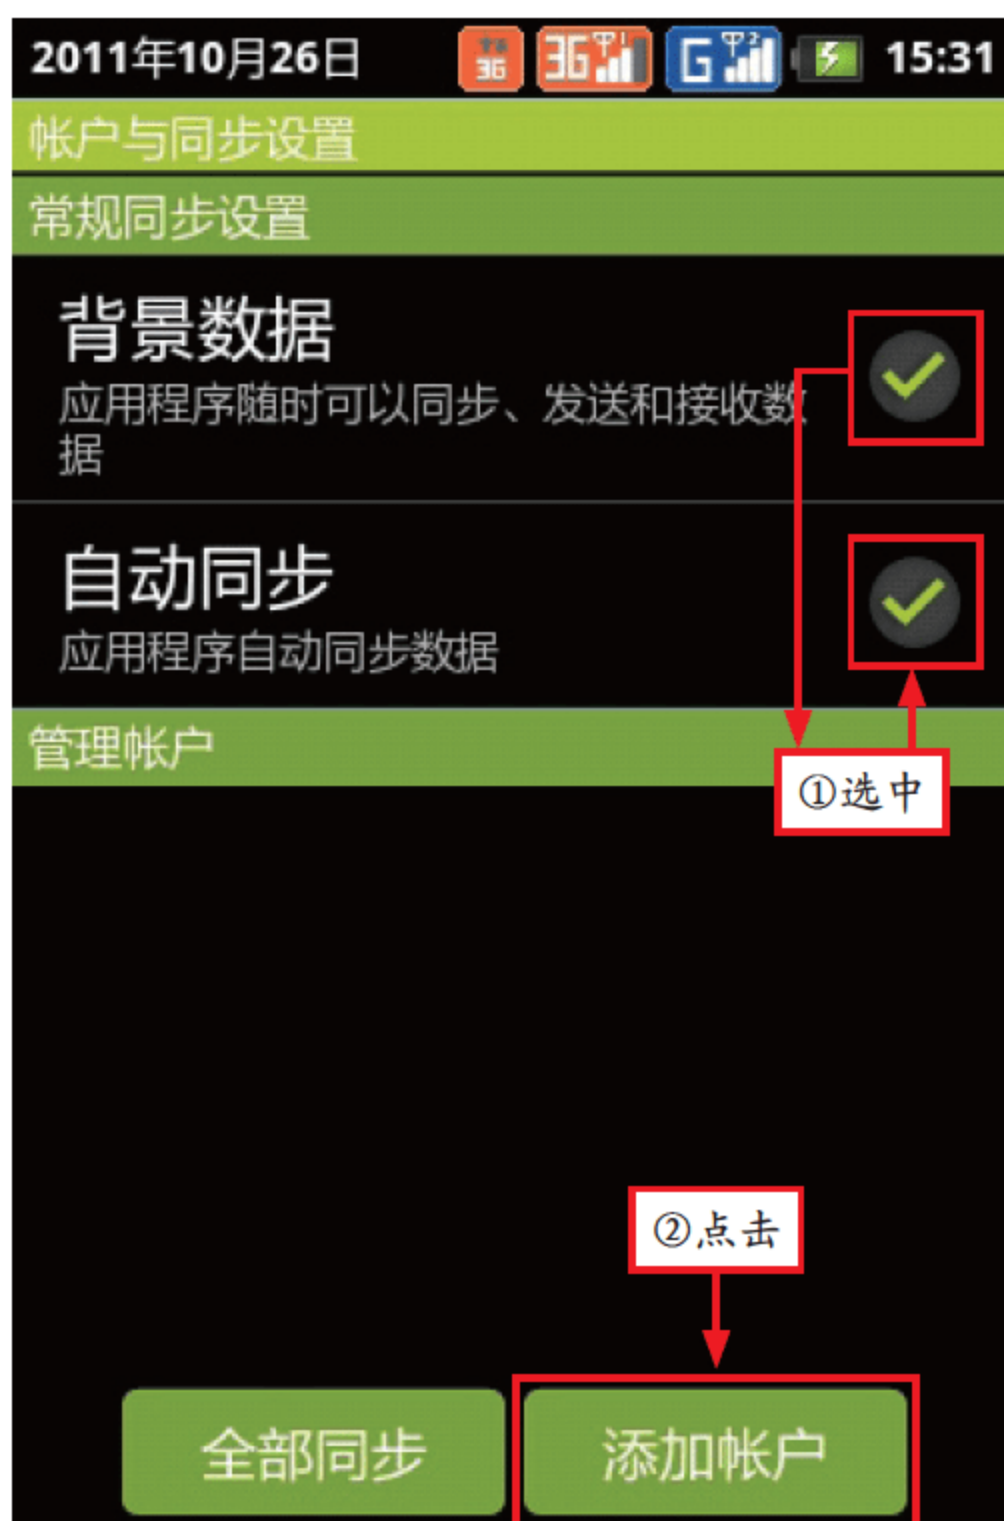 2011年10月26日 3G 3G 1 G 2 15:31
帐户与同步设置
常规同步设置
背景数据
应用程序随时可以同步、发送和接收数
据
自动同步
应用程序自动同步数据
管理帐户
①选中
②点击
全部同步 添加帐户